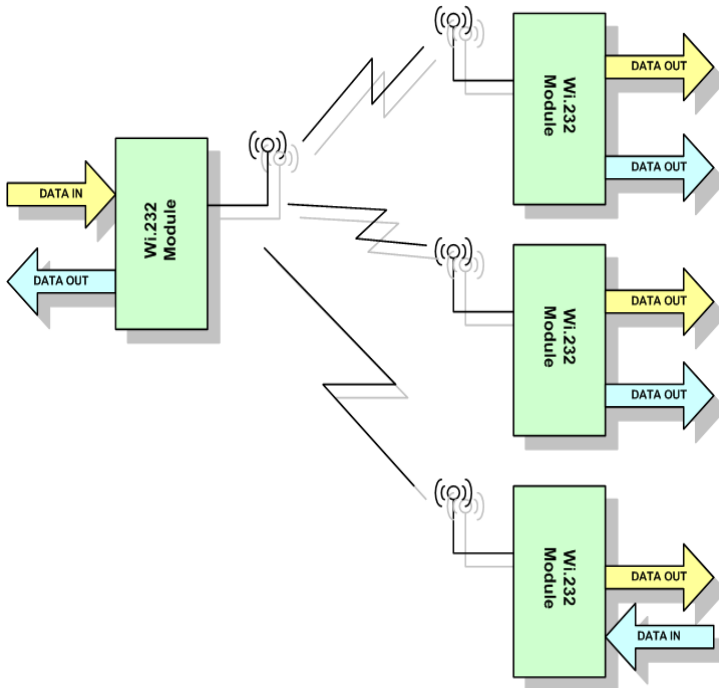 DATA IN
DATA OUT
Wi.232
Module
Wi.232
Module
DATA OUT
DATA OUT
Wi.232
Module
DATA OUT
DATA OUT
Wi.232
Module
DATA OUT
DATA IN